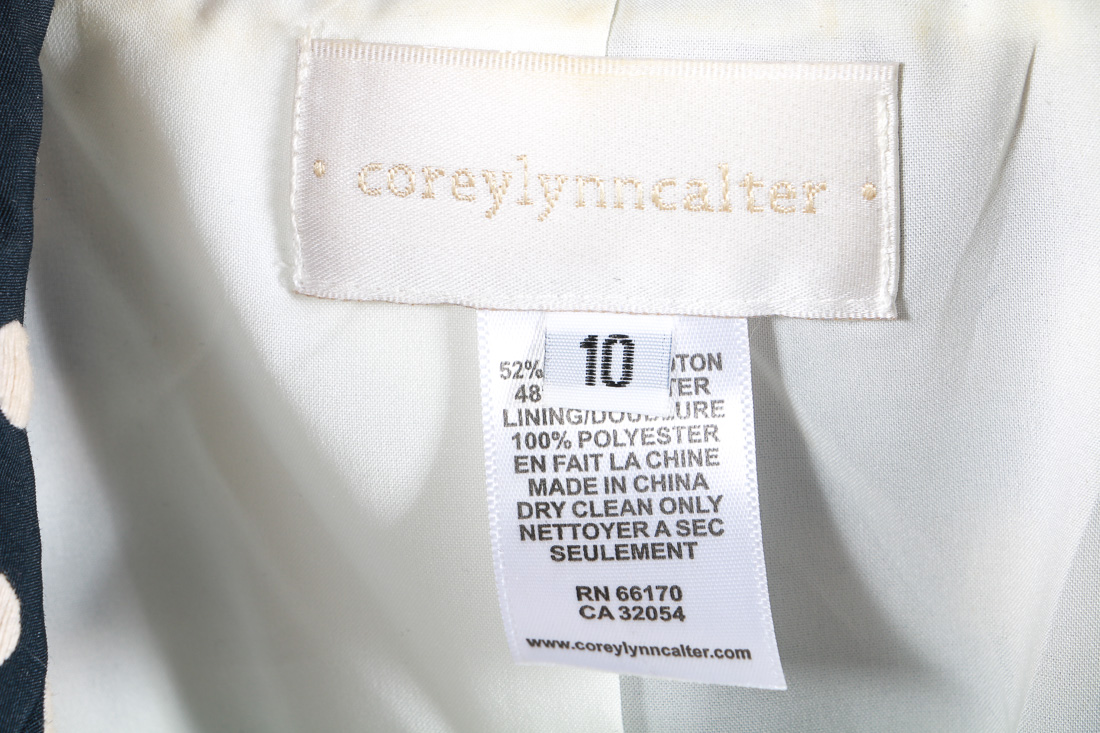 • coreylynncalter •
10
52%
48
LINING/DOUBLURE
100% POLYESTER
EN FAIT LA CHINE
MADE IN CHINA
DRY CLEAN ONLY
NETTOYER A SEC
SEULEMENT
RN 66170
CA 32054
www.coreylynncalter.com